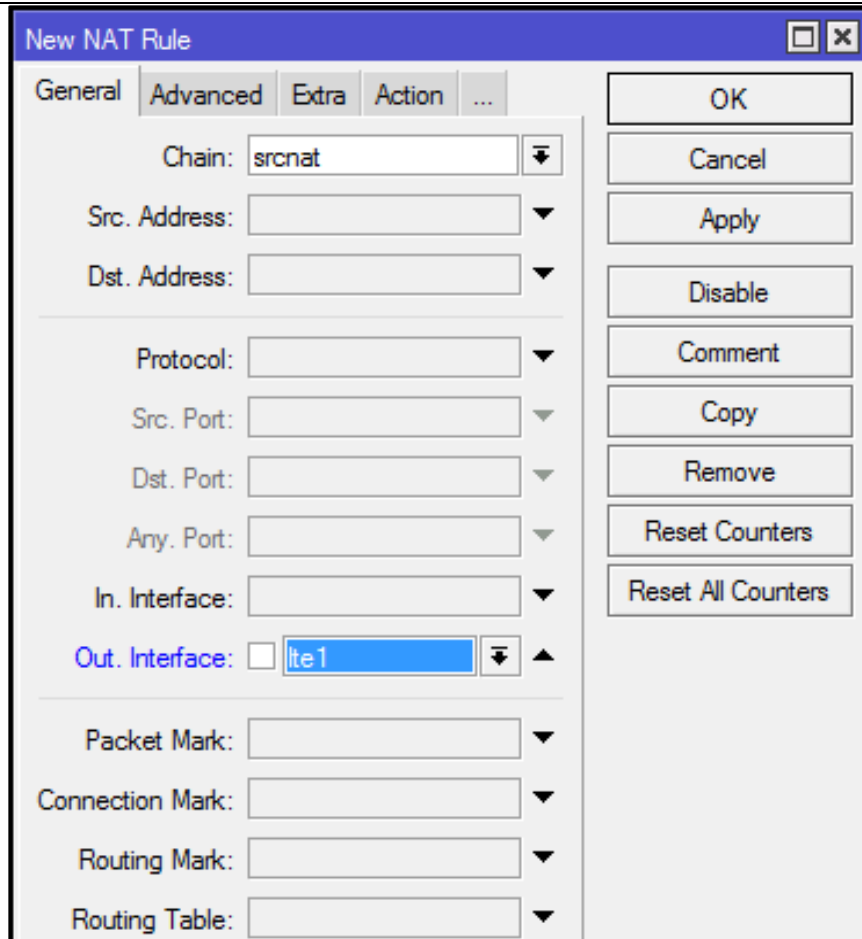 New NAT Rule
General Advanced Extra Action ...
OK
Chain: srcnat
Cancel
Src. Address:
Apply
Dst. Address:
Disable
Protocol:
Comment
Src. Port:
Copy
Dst. Port:
Remove
Any. Port:
Reset Counters
In. Interface:
Reset All Counters
Out. Interface: lte1
Packet Mark:
Connection Mark:
Routing Mark:
Routing Table: